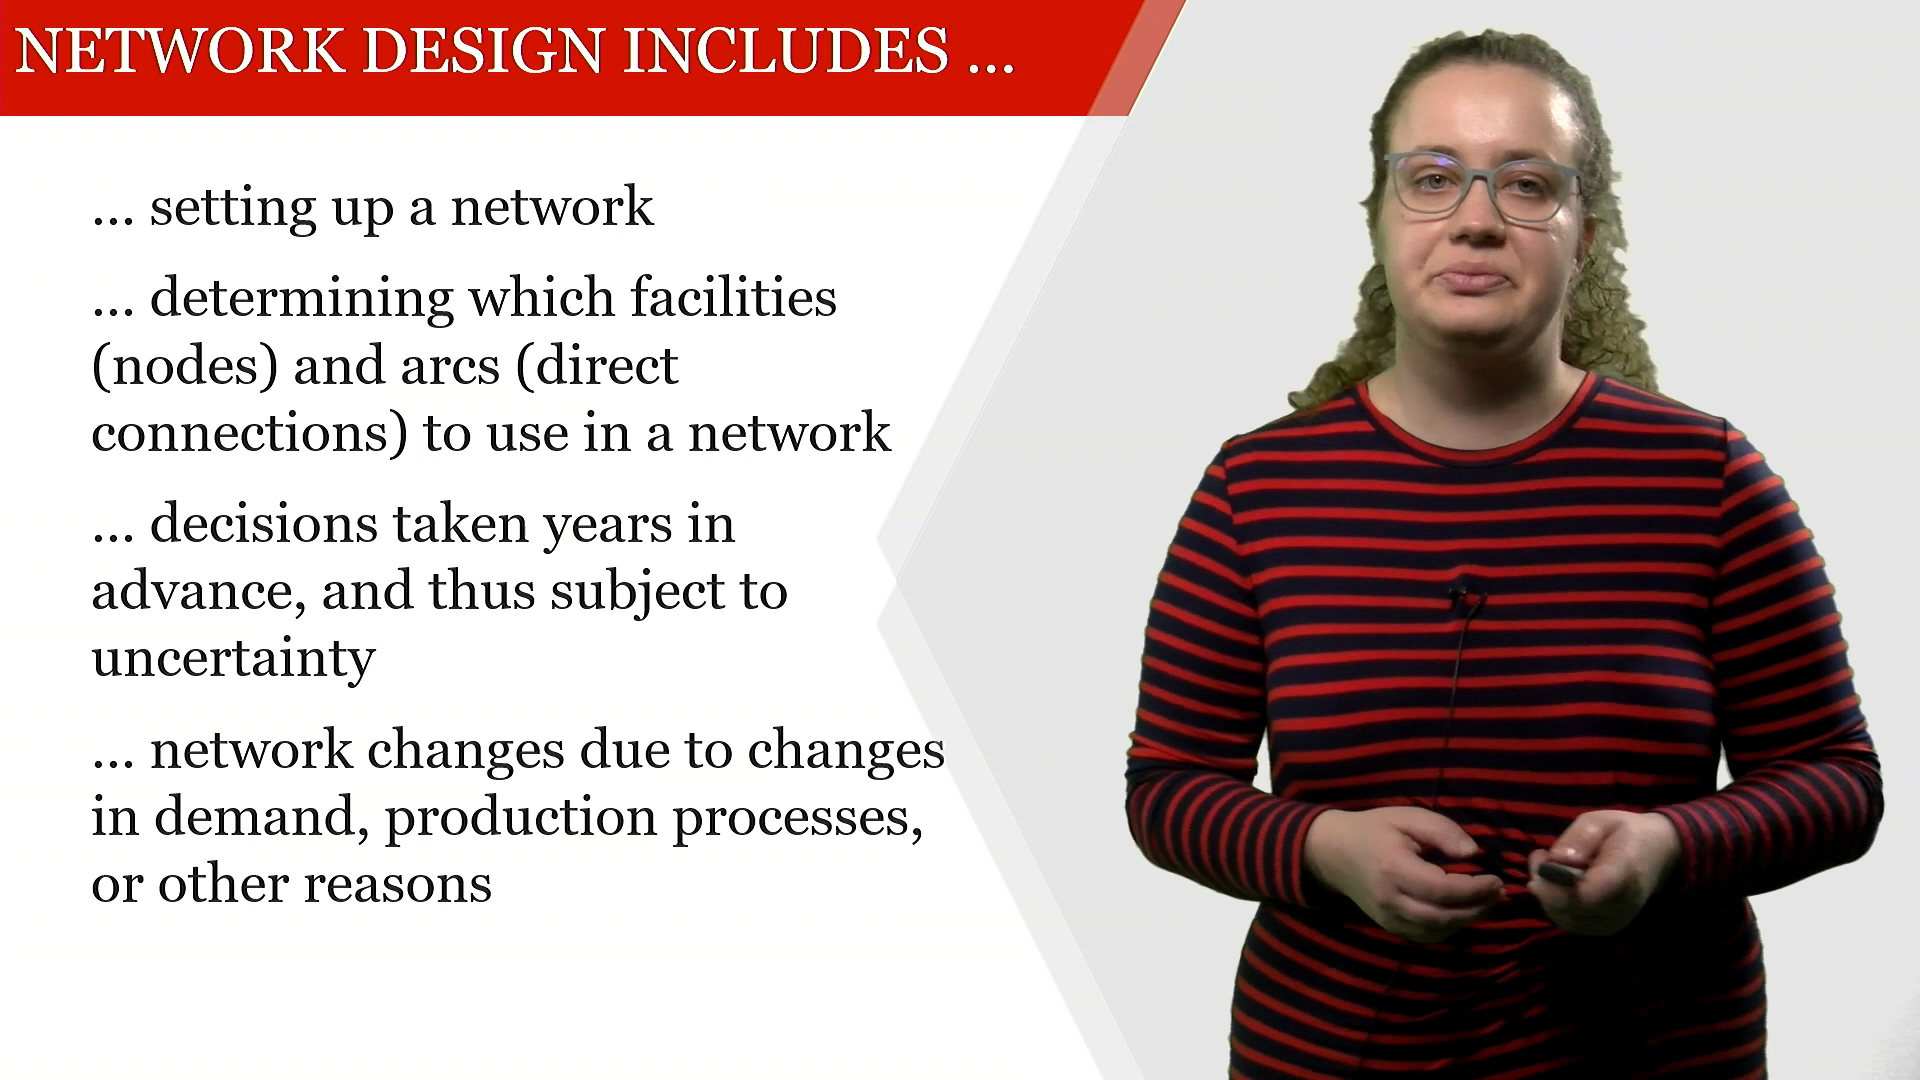 NETWORK DESIGN INCLUDES ...
... setting up a network
... determining which facilities
(nodes) and arcs (direct
connections) to use in a network
... decisions taken years in
advance, and thus subject to
uncertainty
... network changes due to changes
in demand, production processes,
or other reasons